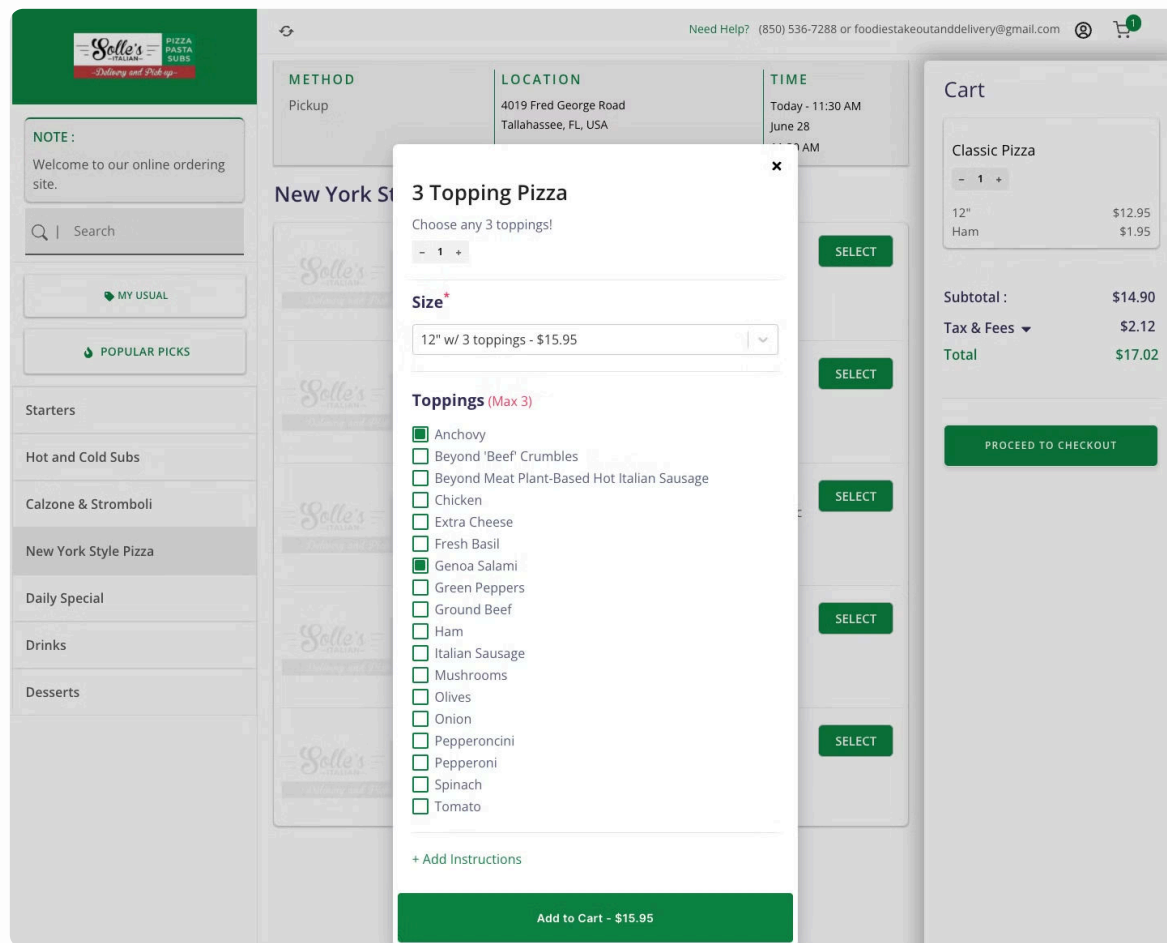 Solle's
ITALIAN
PIZZA
PASTA
SUBS
~Delivery and Pick-up~
NOTE :
Welcome to our online ordering
site.
Search
MY USUAL
POPULAR PICKS
Starters
Hot and Cold Subs
Calzone & Stromboli
New York Style Pizza
Daily Special
Drinks
Desserts
Need Help? (850) 536-7288 or foodiestakeoutanddelivery@gmail.com
1
METHOD
Pickup
LOCATION
4019 Fred George Road
Tallahassee, FL, USA
TIME
Today - 11:30 AM
June 28
AM
New York St
Solle's
SELECT
Solle's
SELECT
Solle's
SELECT
Solle's
SELECT
Solle's
SELECT
3 Topping Pizza
Choose any 3 toppings!
- 1 +
Size*
12" w/ 3 toppings - $15.95
Toppings (Max 3)
Anchovy
Beyond 'Beef' Crumbles
Beyond Meat Plant-Based Hot Italian Sausage
Chicken
Extra Cheese
Fresh Basil
Genoa Salami
Green Peppers
Ground Beef
Ham
Italian Sausage
Mushrooms
Olives
Onion
Pepperoncini
Pepperoni
Spinach
Tomato
+ Add Instructions
Add to Cart - $15.95
Cart
Classic Pizza
- 1 +
12" $12.95
Ham $1.95
Subtotal : $14.90
Tax & Fees $2.12
Total $17.02
PROCEED TO CHECKOUT